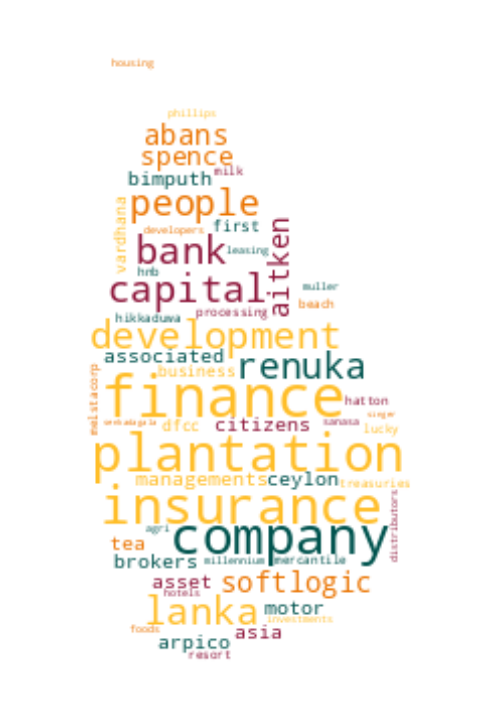 housing
phillips
abans
spence
milk
bimputh
people
vardhana
first
developers
bank
leasing
aitken
hnb
capital
muller
beach
processing
hikkaduwa
development
associated
renuka
business
melstacorp
finance
hatton
singer
citizens
sanasa
dfcc
lucky
plantation
managements
ceylon
treasuries
insurance
distributors
agri
company
tea
brokers
millennium
mercantile
asset
softlogic
hotels
lanka
motor
investments
foods
asia
arpico
resort